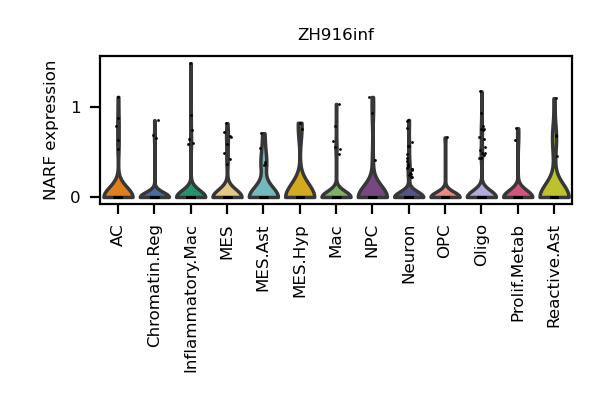 ZH916inf
NARF expression
1
0
AC
Chromatin.Reg
Inflammatory.Mac
MES
MES.Ast
MES.Hyp
Mac
NPC
Neuron
OPC
Oligo
Prolif.Metab
Reactive.Ast